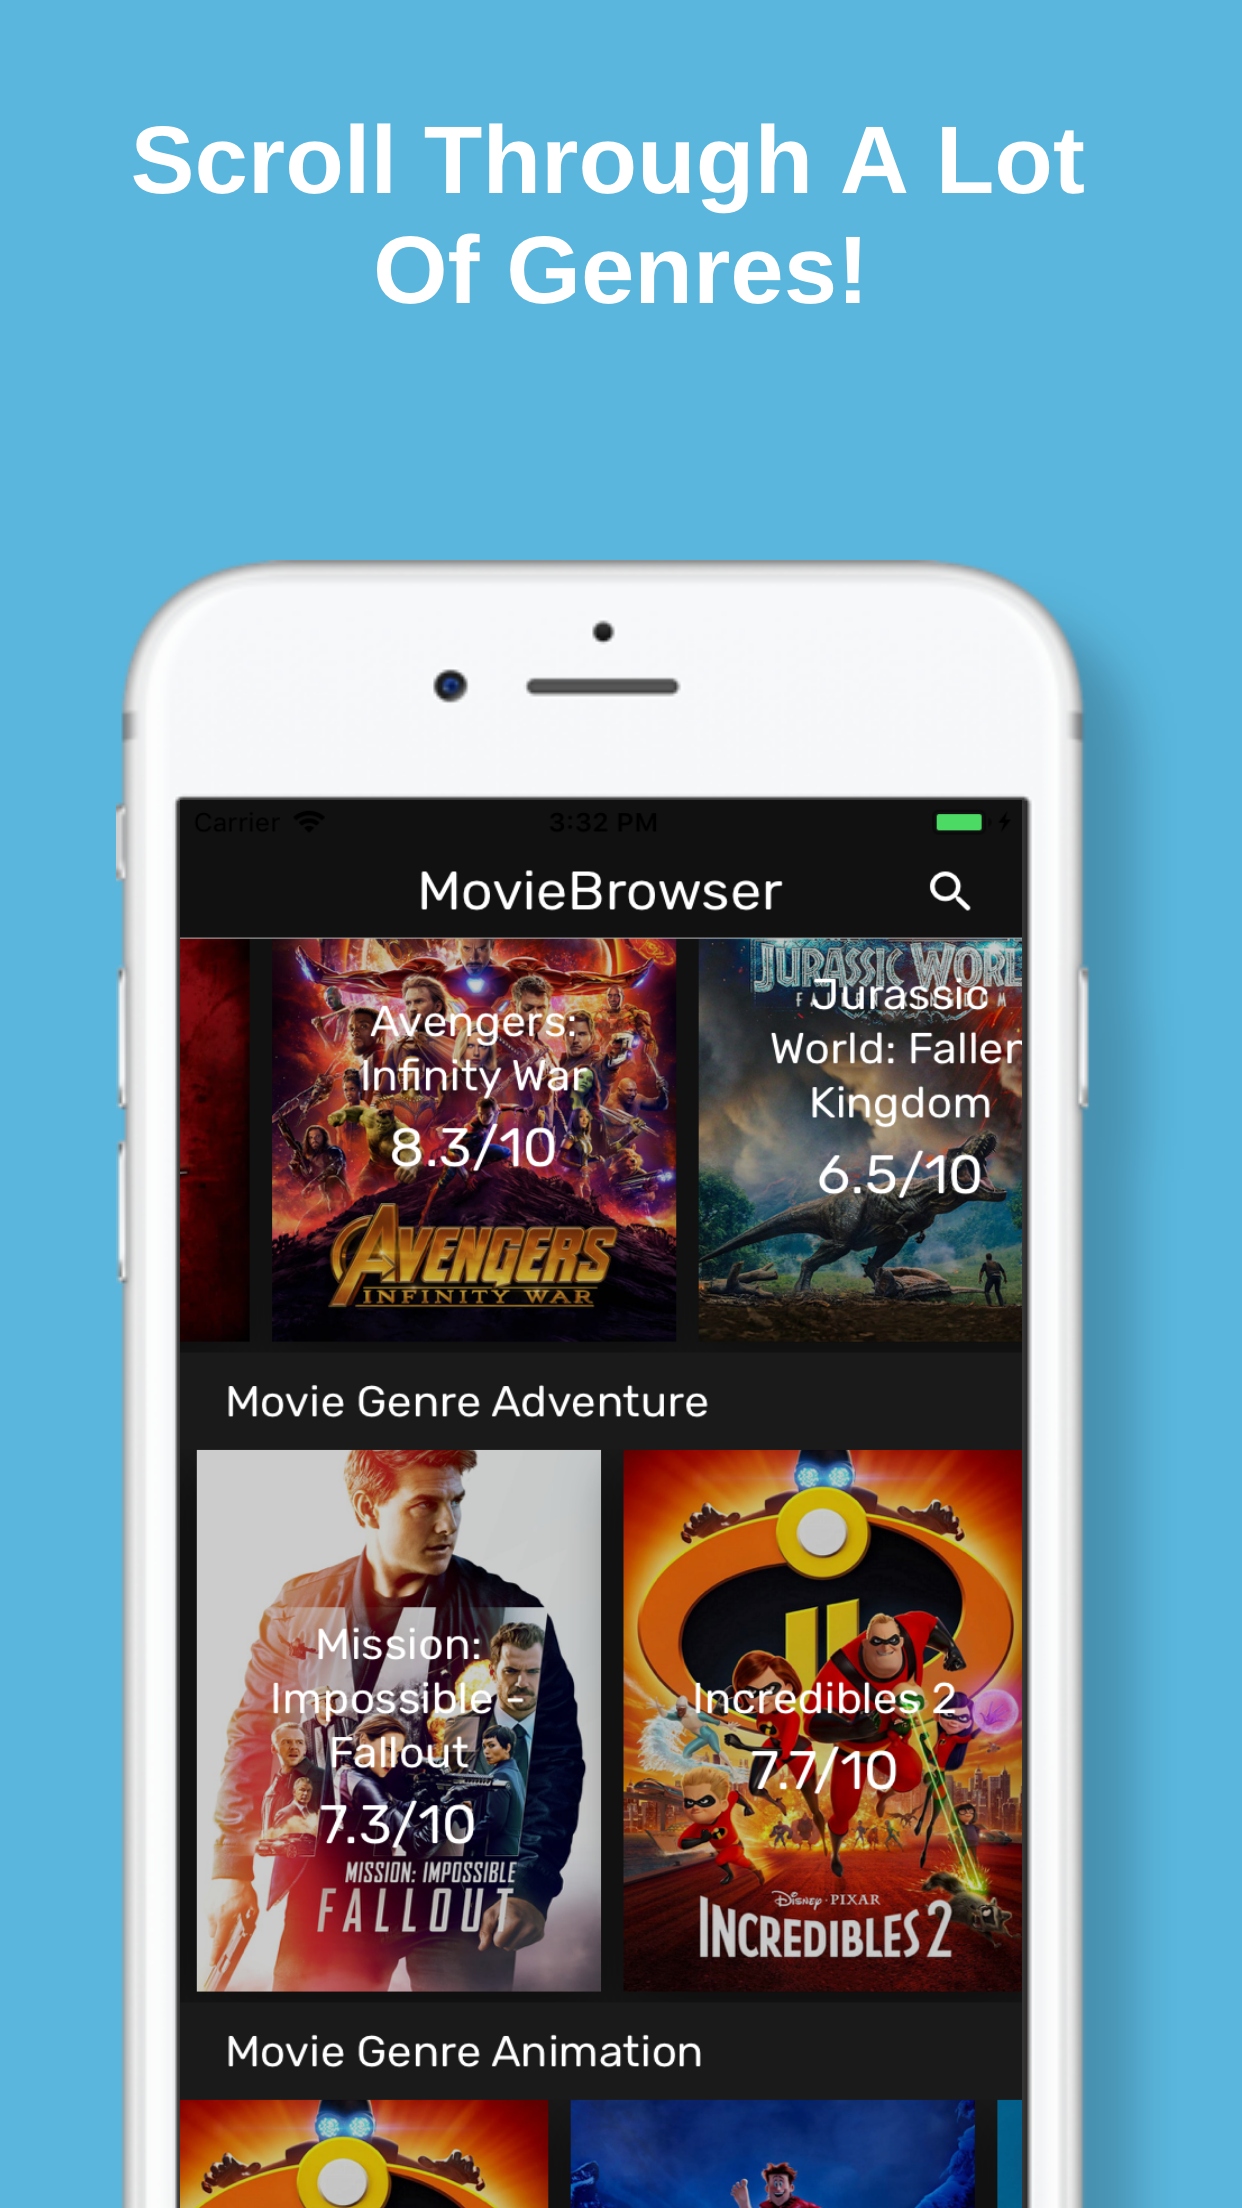 Scroll Through A Lot
Of Genres!
Carrier
3:32 PM
MovieBrowser
Avengers:
Infinity War
8.3/10
AVENGERS
INFINITY WAR
JURASSIC WORL
Jurassic
World: Fallen
Kingdom
6.5/10
Movie Genre Adventure
Mission:
Impossible -
Fallout
7.3/10
MISSION: IMPOSSIBLE
FALLOUT
Incredibles 2
7.7/10
DISNEY · PIXAR
INCREDIBLES 2
Movie Genre Animation